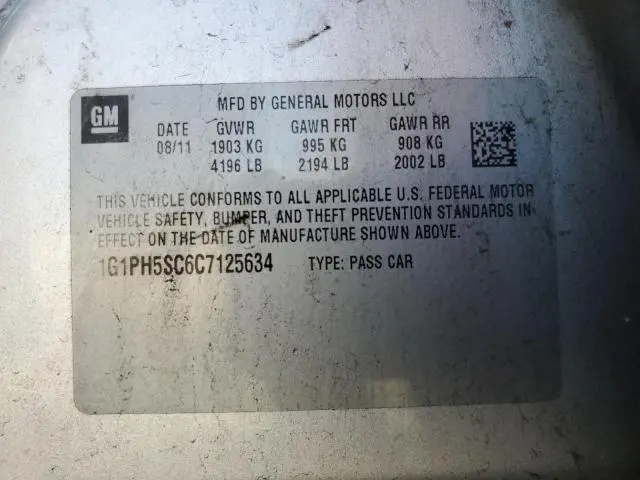 GM
MFD BY GENERAL MOTORS LLC
DATE GVWR GAWR FRT GAWR RR
08/11 1903 KG 995 KG 908 KG
4196 LB 2194 LB 2002 LB
THIS VEHICLE CONFORMS TO ALL APPLICABLE U.S. FEDERAL MOTOR
VEHICLE SAFETY, BUMPER, AND THEFT PREVENTION STANDARDS IN
EFFECT ON THE DATE OF MANUFACTURE SHOWN ABOVE.
1G1PH5SC6C7125634 TYPE: PASS CAR